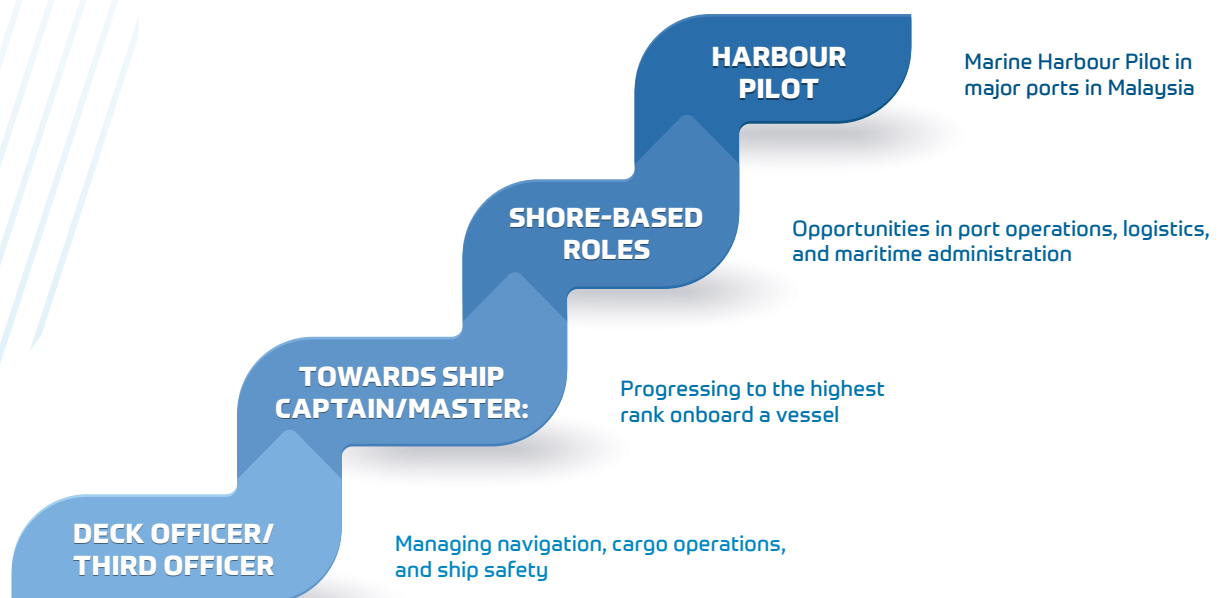 HARBOUR
PILOT
Marine Harbour Pilot in
major ports in Malaysia
SHORE-BASED
ROLES
Opportunities in port operations, logistics,
and maritime administration
TOWARDS SHIP
CAPTAIN/MASTER:
Progressing to the highest
rank onboard a vessel
DECK OFFICER/
THIRD OFFICER
Managing navigation, cargo operations,
and ship safety